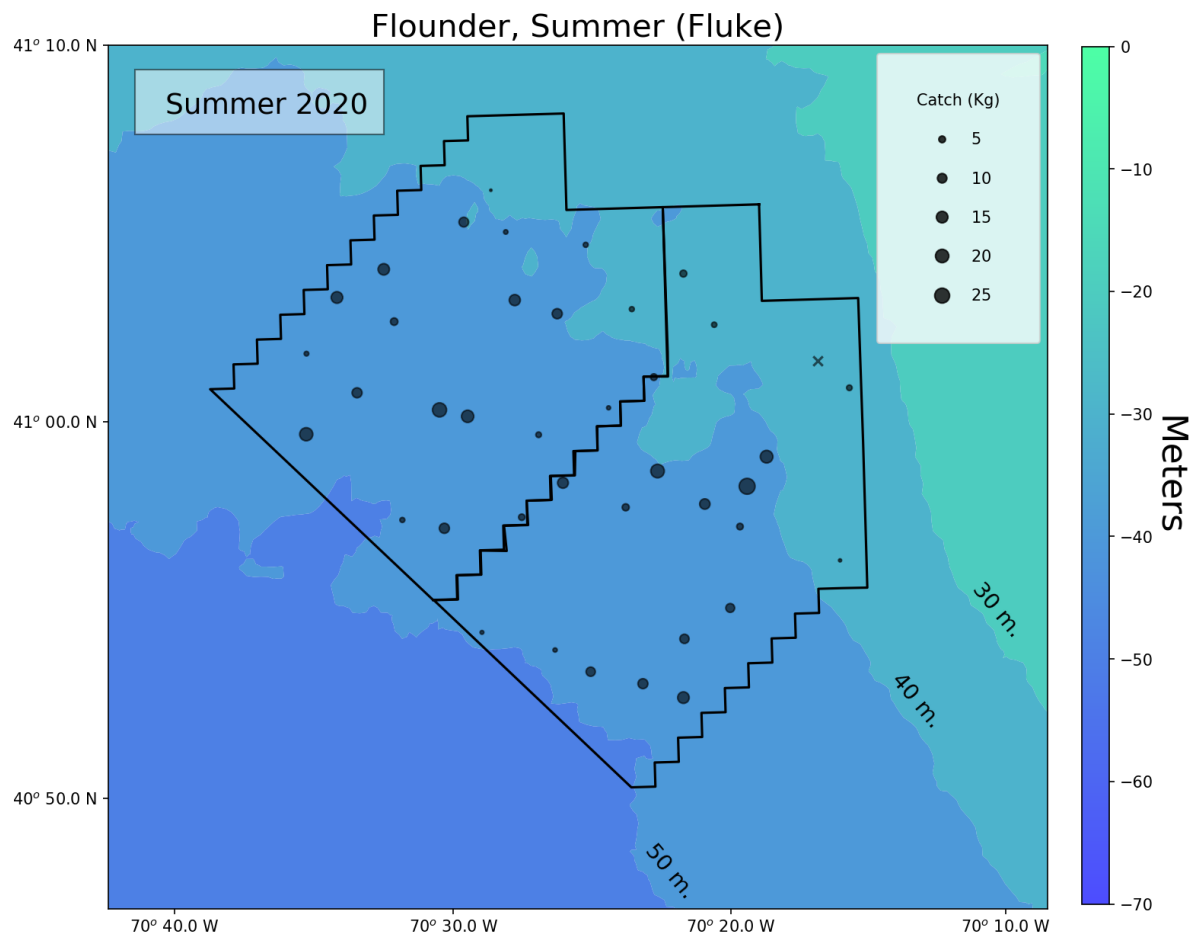 Flounder, Summer (Fluke)
41° 10.0 N
Summer 2020
Catch (Kg)
5
10
15
20
25
0
−10
−20
−30
−40
−50
−60
−70
Meters
41° 00.0 N
30 m.
40 m.
40° 50.0 N
50 m.
70° 40.0 W
70° 30.0 W
70° 20.0 W
70° 10.0 W